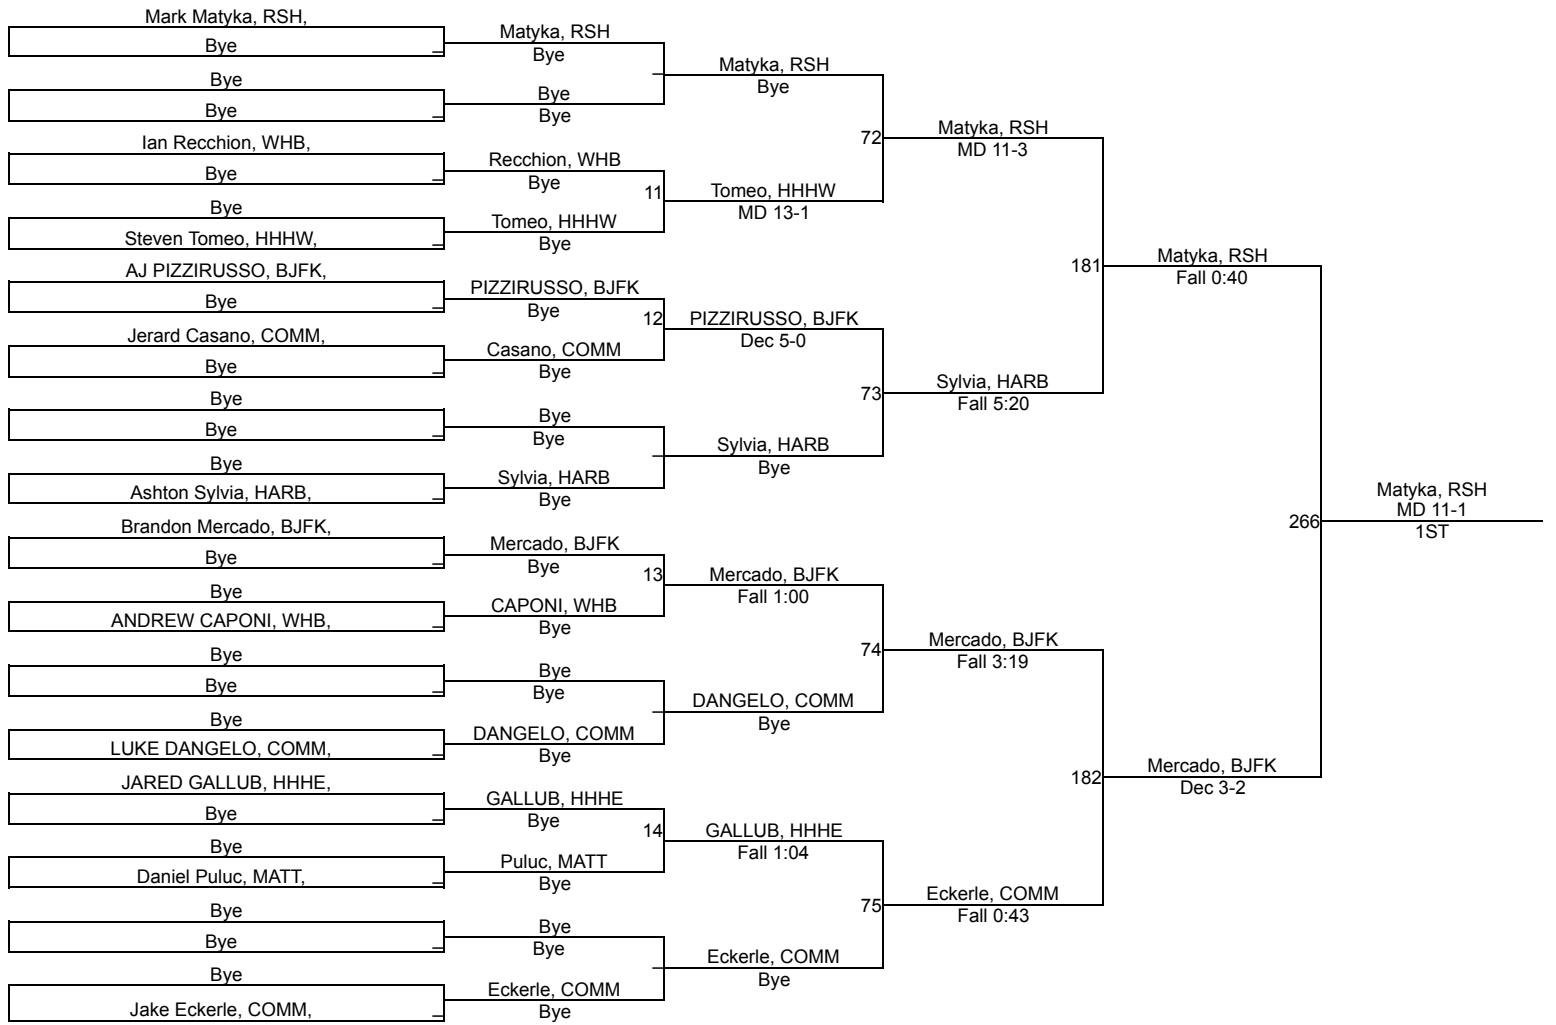 Mark Matyka, RSH,
Bye
Bye
Bye
Ian Recchion, WHB,
Bye
Bye
Steven Tomeo, HHHW,
AJ PIZZIRUSSO, BJFK,
Bye
Jerard Casano, COMM,
Bye
Bye
Bye
Bye
Ashton Sylvia, HARB,
Brandon Mercado, BJFK,
Bye
Bye
ANDREW CAPONI, WHB,
Bye
Bye
Bye
LUKE DANGELO, COMM,
JARED GALLUB, HHHE,
Bye
Bye
Daniel Puluc, MATT,
Bye
Bye
Bye
Jake Eckerle, COMM,
Matyka, RSH
Bye
Bye
Bye
Recchion, WHB
Bye
11
Tomeo, HHHW
Bye
PIZZIRUSSO, BJFK
Bye
12
Casano, COMM
Bye
Bye
Bye
Sylvia, HARB
Bye
Mercado, BJFK
Bye
13
CAPONI, WHB
Bye
Bye
Bye
DANGELO, COMM
Bye
GALLUB, HHHE
Bye
14
Puluc, MATT
Bye
Bye
Bye
Eckerle, COMM
Bye
Matyka, RSH
Bye
72
Tomeo, HHHW
MD 13-1
PIZZIRUSSO, BJFK
Dec 5-0
73
Sylvia, HARB
Bye
Mercado, BJFK
Fall 1:00
74
DANGELO, COMM
Bye
GALLUB, HHHE
Fall 1:04
75
Eckerle, COMM
Bye
Matyka, RSH
MD 11-3
181
Sylvia, HARB
Fall 5:20
Mercado, BJFK
Fall 3:19
182
Eckerle, COMM
Fall 0:43
Matyka, RSH
Fall 0:40
266
Mercado, BJFK
Dec 3-2
Matyka, RSH
MD 11-1
1ST